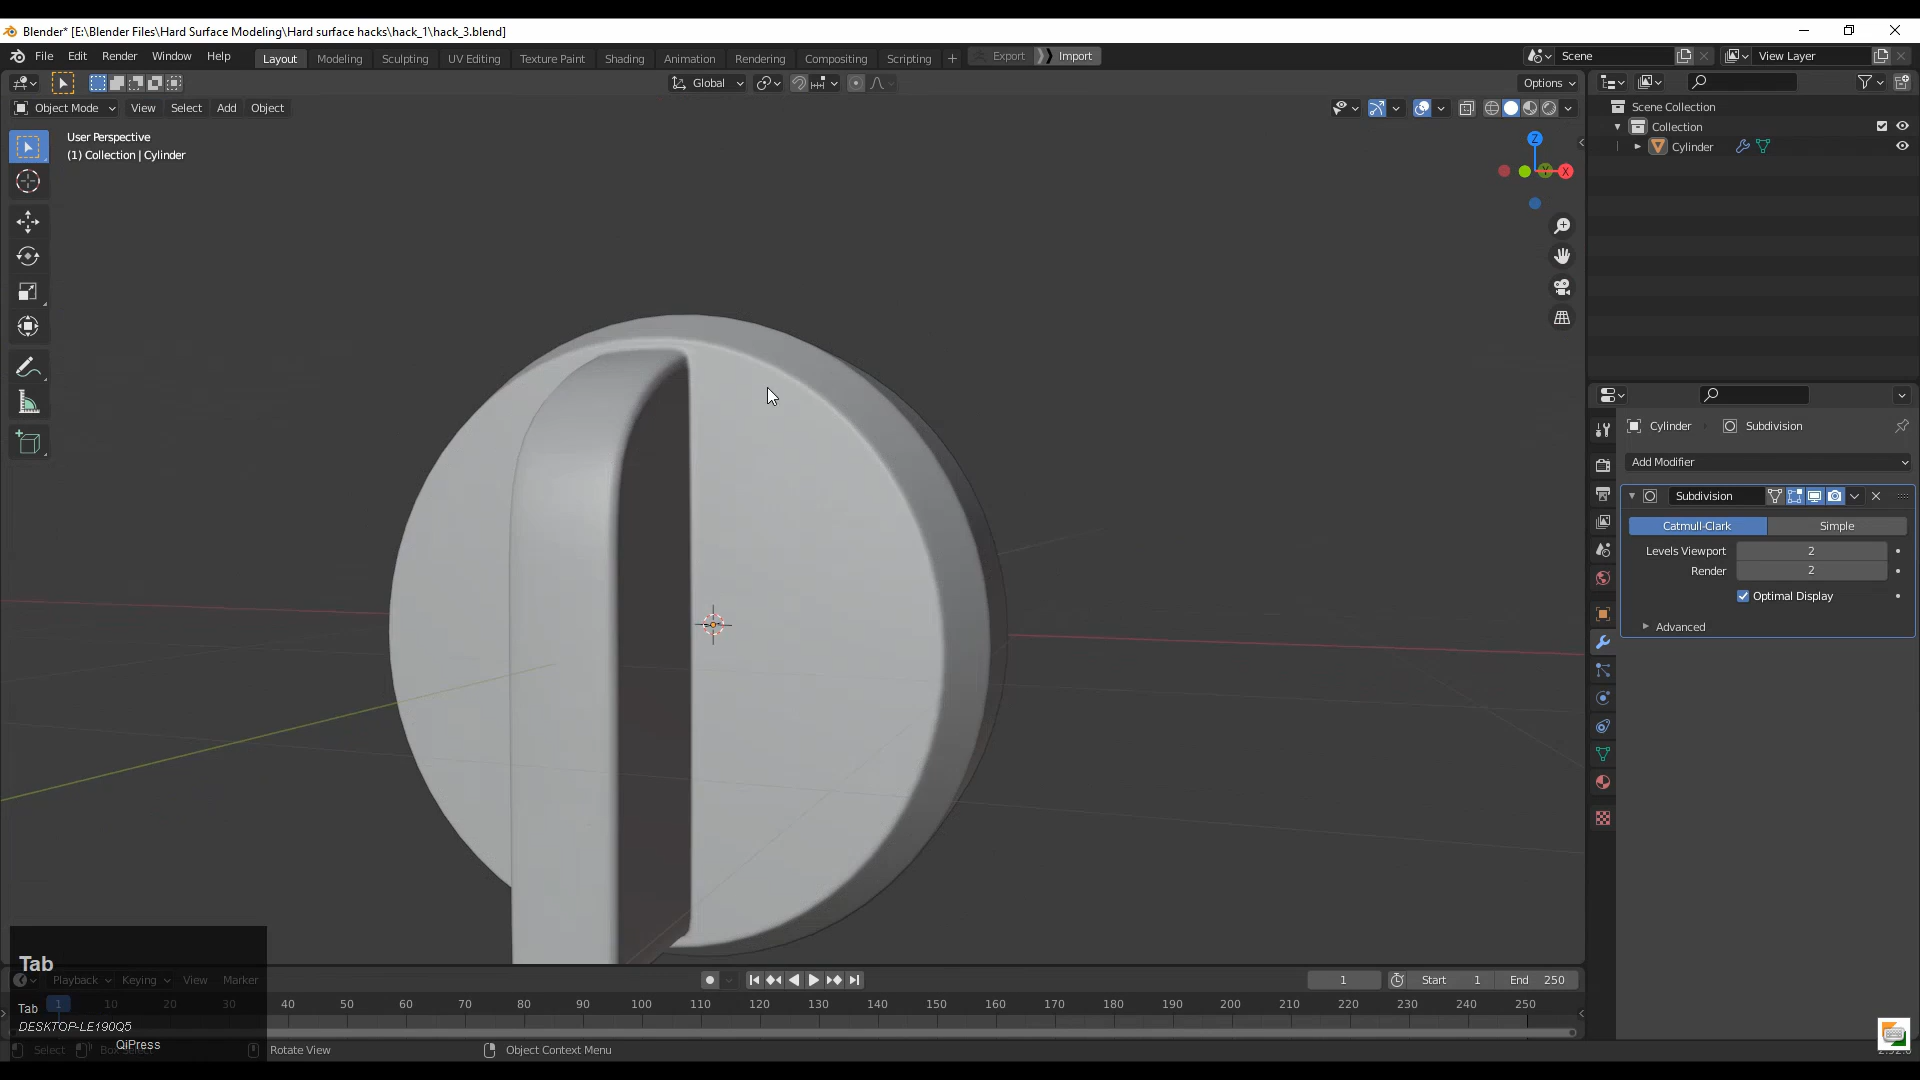 Blender* [E:\Blender Files\Hard Surface Modeling\Hard surface hacks\hack_1\hack_3.blend]
File Edit Render Window Help Layout Modeling Sculpting UV Editing Texture Paint Shading Animation Rendering Compositing Scripting + Export Import Scene View Layer
Global Options
Object Mode View Select Add Object
User Perspective
(1) Collection | Cylinder
Z
X
Scene Collection
Collection
Cylinder
Cylinder Subdivision
Add Modifier
Subdivision
Catmull-Clark Simple
Levels Viewport 2
Render 2
Optimal Display
Advanced
Tab
Playback Keying View Marker 1 Start 1 End 250
Tab
1 10 20 30 40 50 60 70 80 90 100 110 120 130 140 150 160 170 180 190 200 210 220 230 240 250
DESKTOP-LE190Q5
QiPress
Select Box Select Rotate View Object Context Menu